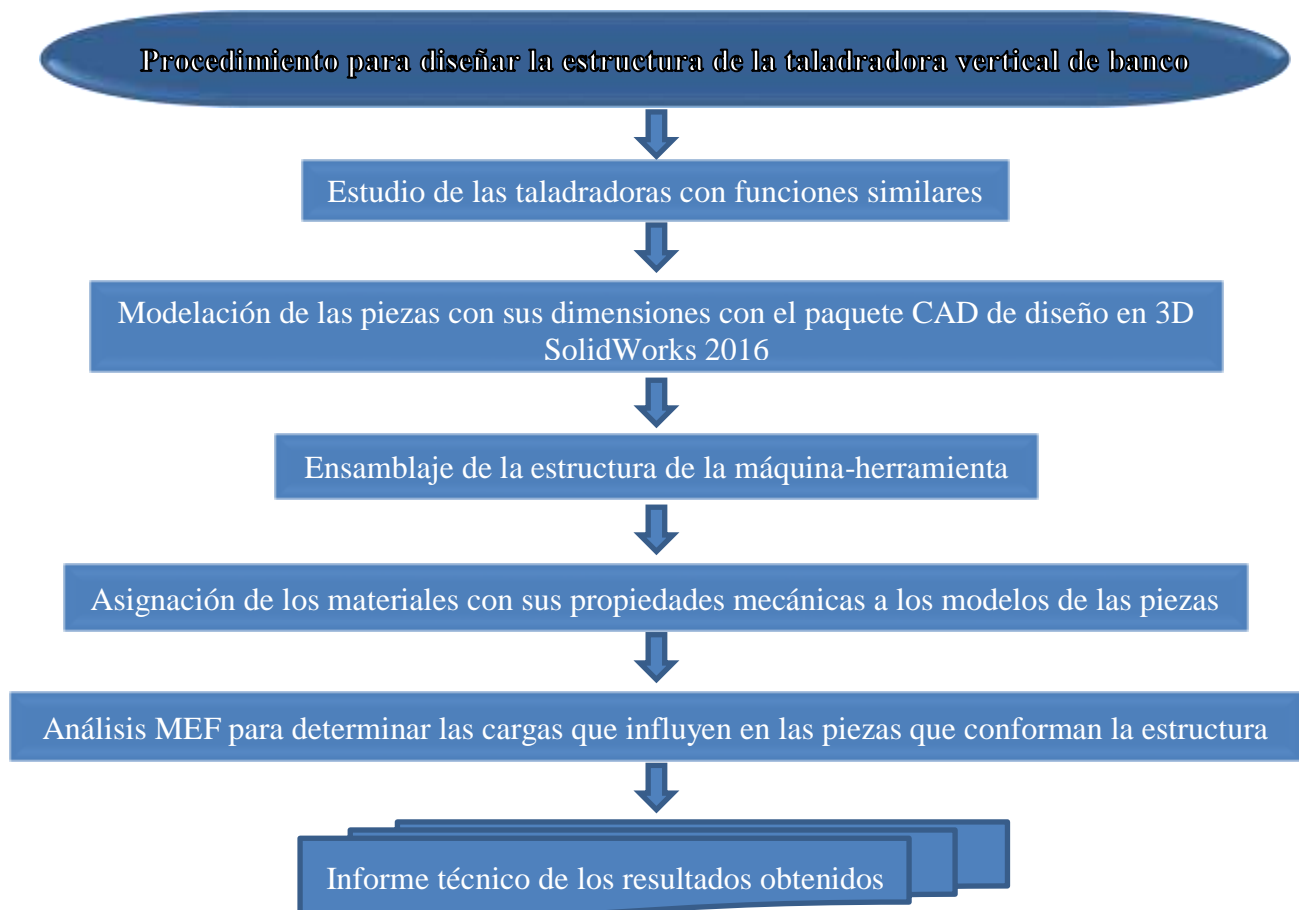 Procedimiento para diseñar la estructura de la taladradora vertical de banco
Estudio de las taladradoras con funciones similares
Modelación de las piezas con sus dimensiones con el paquete CAD de diseño en 3D
SolidWorks 2016
Ensamblaje de la estructura de la máquina-herramienta
Asignación de los materiales con sus propiedades mecánicas a los modelos de las piezas
Análisis MEF para determinar las cargas que influyen en las piezas que conforman la estructura
Informe técnico de los resultados obtenidos